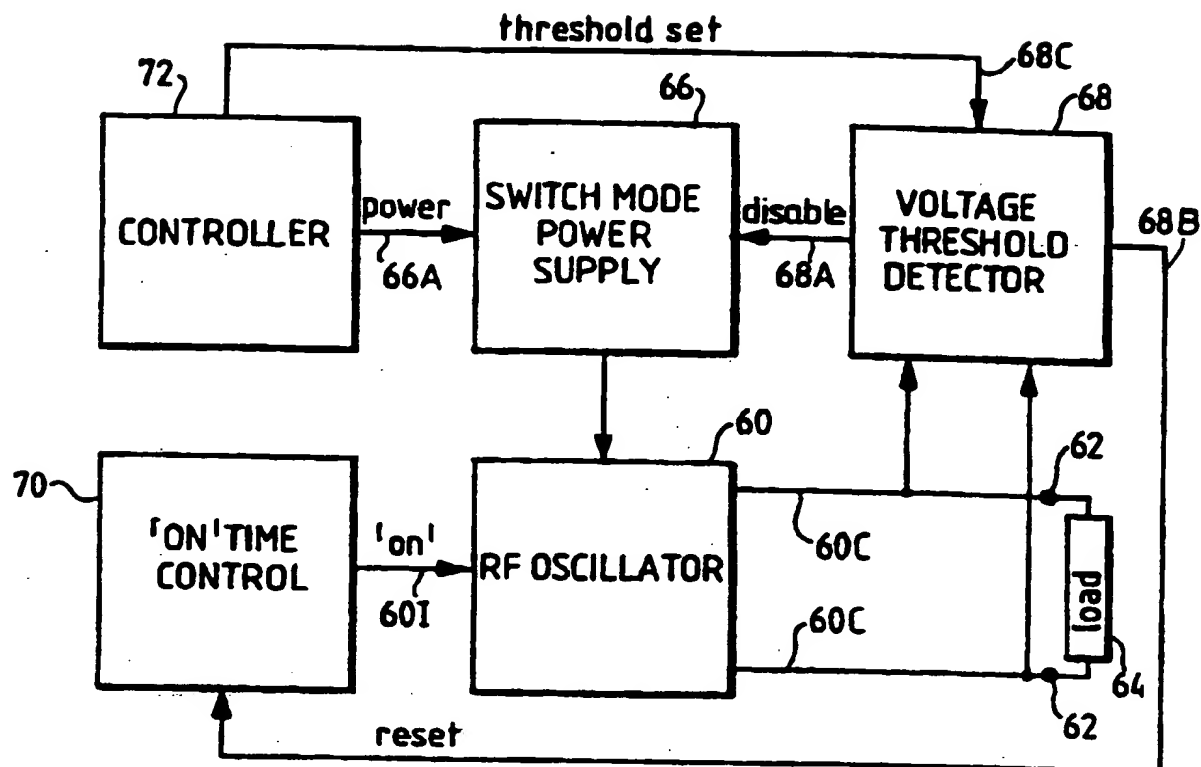 threshold set
68C
72
66
68
CONTROLLER
power
66A
SWITCH MODE
POWER
SUPPLY
disable
68A
VOLTAGE
THRESHOLD
DETECTOR
68B
60
62
70
'ON' TIME
CONTROL
'on'
60I
RF OSCILLATOR
60C
60C
load
64
62
reset